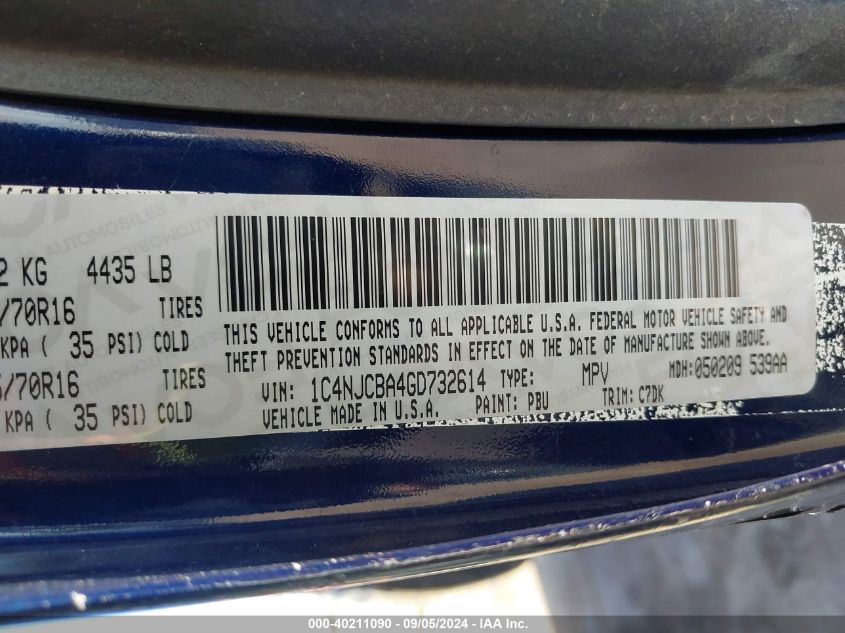 AUTOMOBILES
2 KG 4435 LB
/70R16 TIRES
KPA ( 35 PSI) COLD
5/70R16 TIRES
KPA ( 35 PSI) COLD
THIS VEHICLE CONFORMS TO ALL APPLICABLE U.S.A. FEDERAL MOTOR VEHICLE SAFETY AND
THEFT PREVENTION STANDARDS IN EFFECT ON THE DATE OF MANUFACTURE SHOWN ABOVE.
VIN: 1C4NJCBA4GD732614 TYPE: MPV MDH:050209 539AA
VEHICLE MADE IN U.S.A. PAINT: PBU TRIM: C7DK
000-40211090 - 09/05/2024 - IAA Inc.